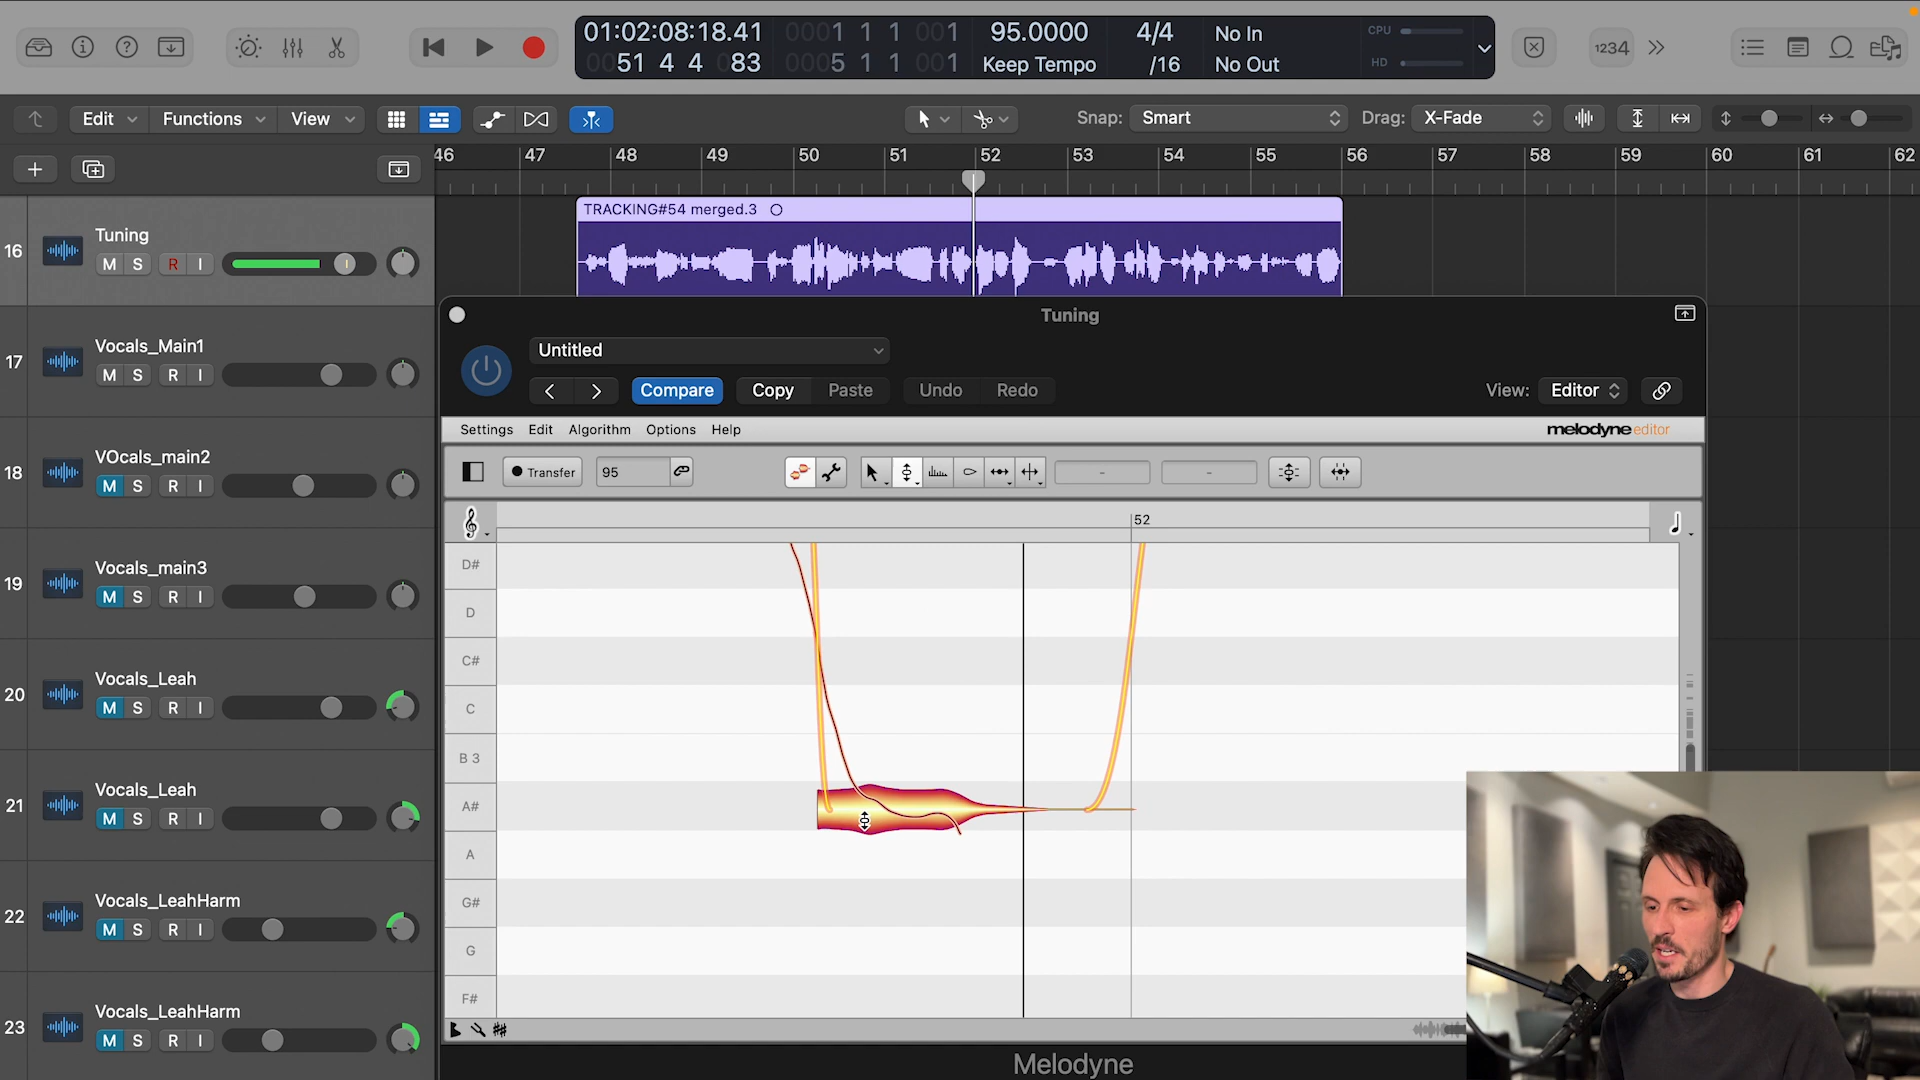 01:02:08:18.41 0001 1 1 001 95.0000 4/4 No In CPU
0051 4 4 083 0005 1 1 001 Keep Tempo /16 No Out HD
1234
Edit Functions View Snap: Smart Drag: X-Fade
46 47 48 49 50 51 52 53 54 55 56 57 58 59 60 61 62
TRACKING#54 merged.3
16 Tuning
M S R I
17 Vocals_Main1
M S R I
18 VOcals_main2
M S R I
19 Vocals_main3
M S R I
20 Vocals_Leah
M S R I
21 Vocals_Leah
M S R I
22 Vocals_LeahHarm
M S R I
23 Vocals_LeahHarm
M S R I
Tuning
Untitled
Compare Copy Paste Undo Redo View: Editor
Settings Edit Algorithm Options Help melodyne editor
Transfer 95 - -
52
D#
D
C#
C
B 3
A#
A
G#
G
F#
Melodyne